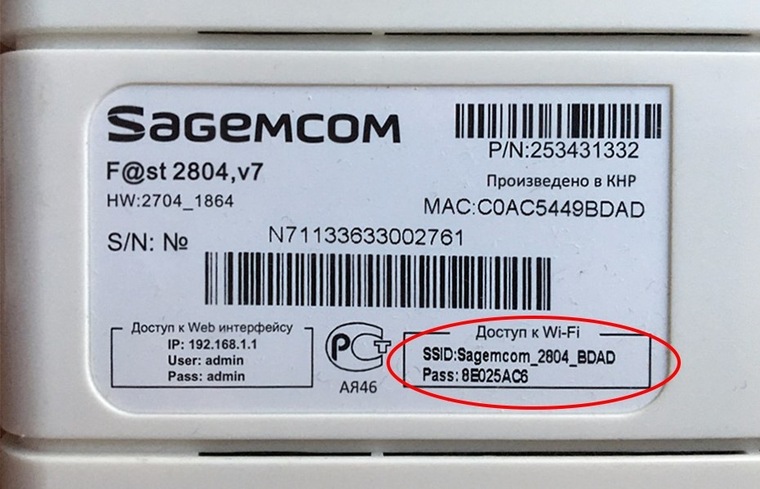 SAGEMCOM
P/N:253431332
F@st 2804,v7
Произведено в КНР
HW:2704_1864
MAC:C0AC5449BDAD
S/N: №
N71133633002761
Доступ к Web интерфейсу
IP: 192.168.1.1
User: admin
Pass: admin
РСТ
АЯ46
Доступ к Wi-Fi
SSID:Sagemcom_2804_BDAD
Pass: 8E025AC6